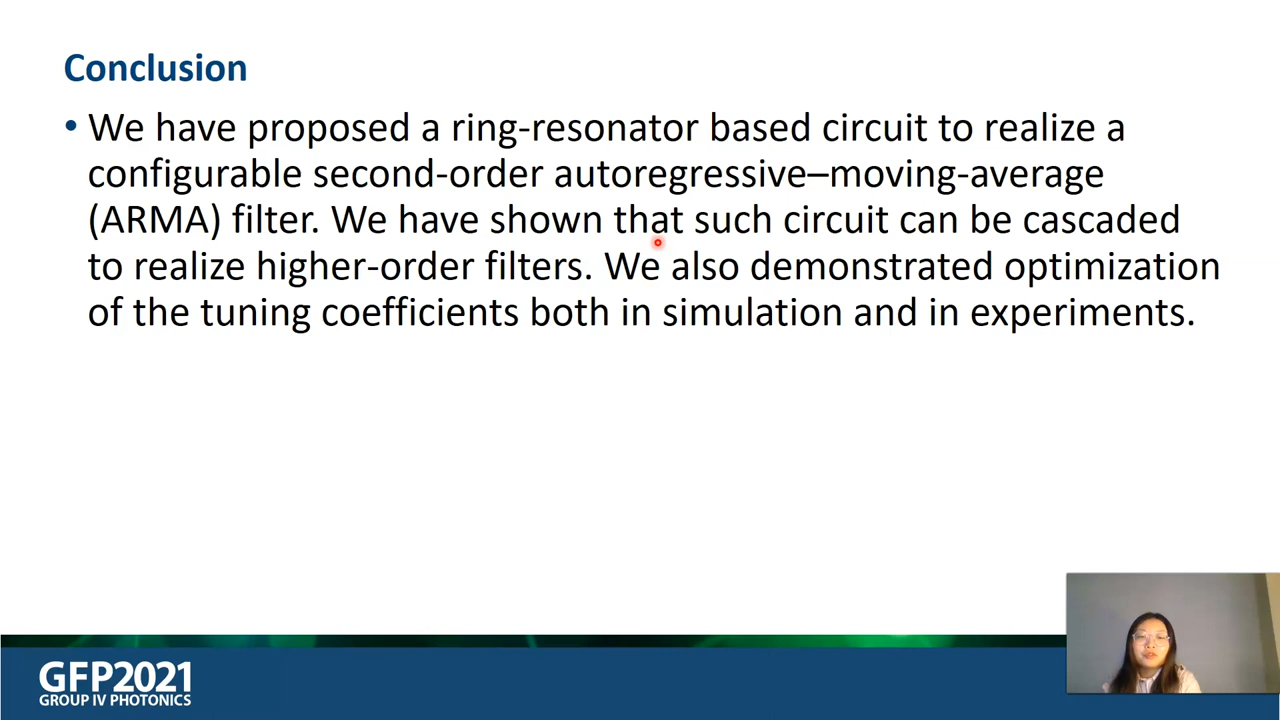 Conclusion
• We have proposed a ring-resonator based circuit to realize a
configurable second-order autoregressive–moving-average
(ARMA) filter. We have shown that such circuit can be cascaded
to realize higher-order filters. We also demonstrated optimization
of the tuning coefficients both in simulation and in experiments.
GFP2021
GROUP IV PHOTONICS